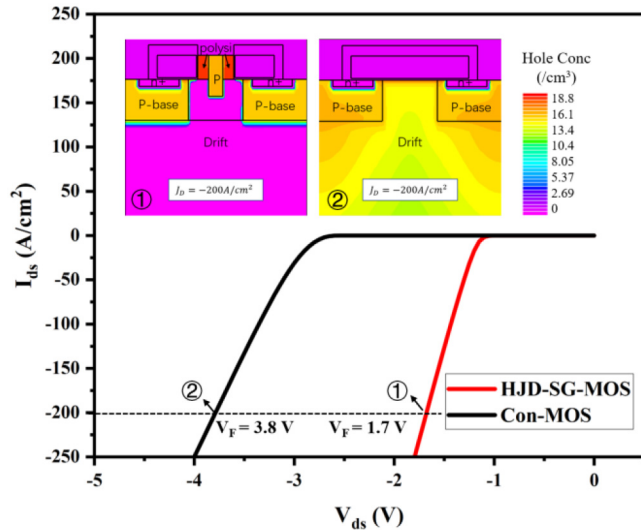 250
200
150
100
50
0
-50
-100
-150
-200
-250
I_ds (A/cm²)
polysi
n+
P
n+
P-base
P-base
Drift
J_D = −200A/cm²
①
P-base
P-base
Drift
J_D = −200A/cm²
②
Hole Conc
(/cm³)
18.8
16.1
13.4
10.4
8.05
5.37
2.69
0
②
①
V_F = 3.8 V
V_F = 1.7 V
HJD-SG-MOS
Con-MOS
-5
-4
-3
-2
-1
0
V_ds (V)